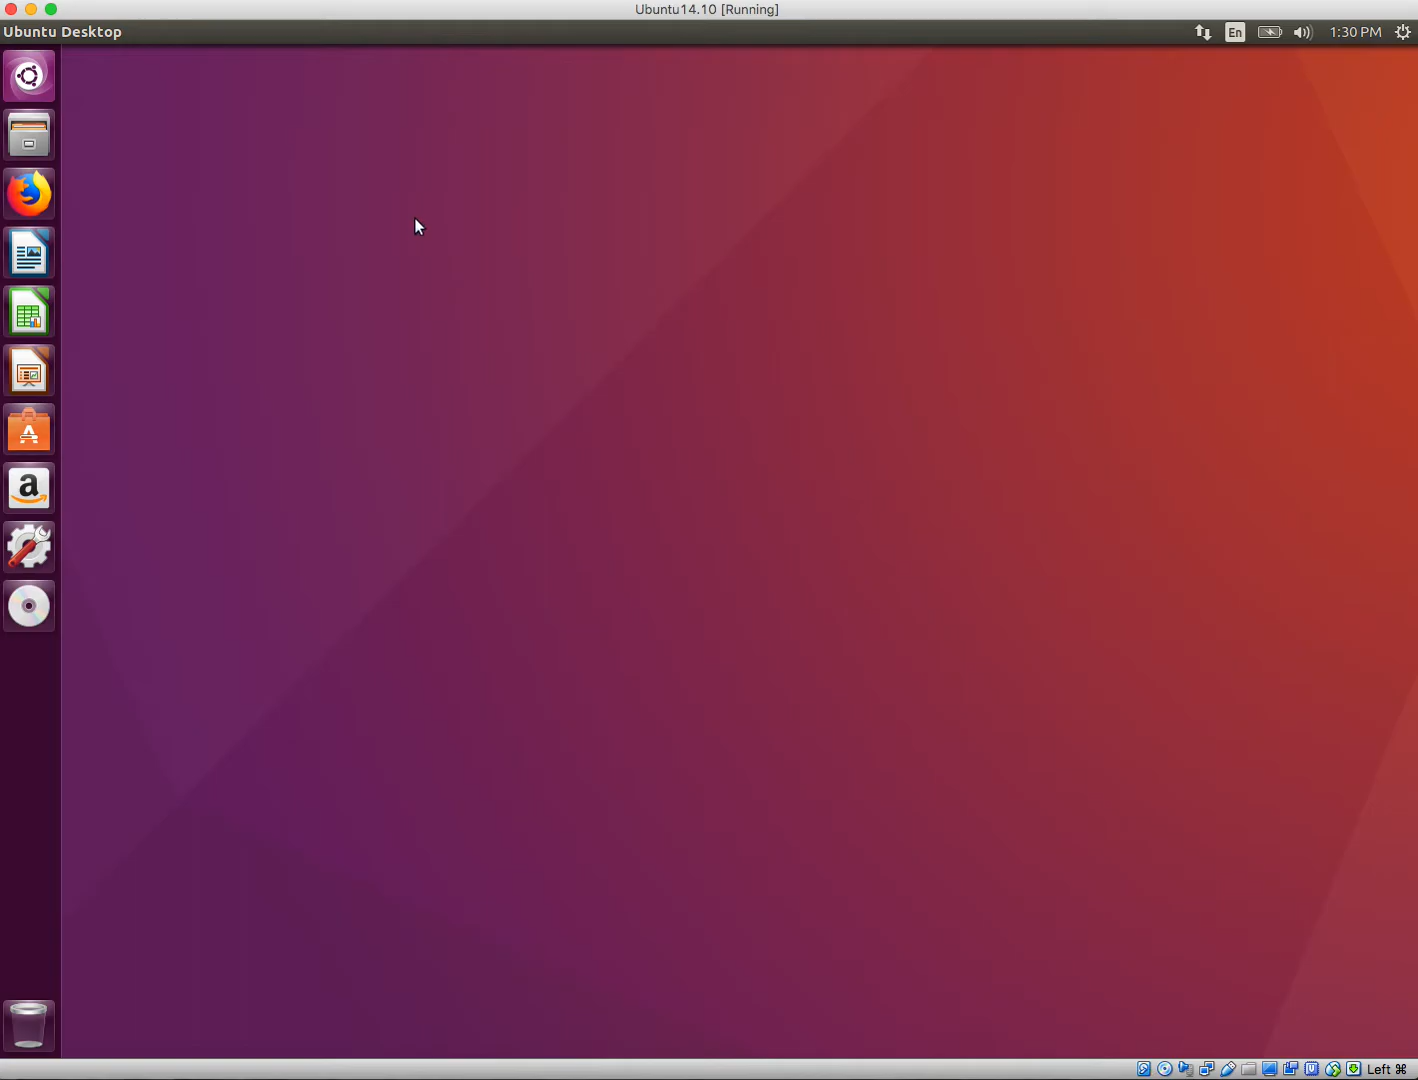 Ubuntu14.10 [Running]
Ubuntu Desktop
En
1:30 PM
A
a
Left ⌘